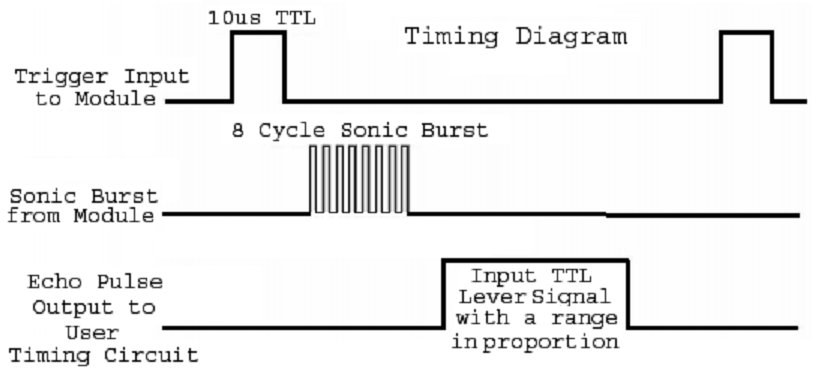 10us TTL
Timing Diagram
Trigger Input
to Module
8 Cycle Sonic Burst
Sonic Burst
from Module
Echo Pulse
Output to
User
Timing Circuit
Input TTL
Lever Signal
with a range
in proportion